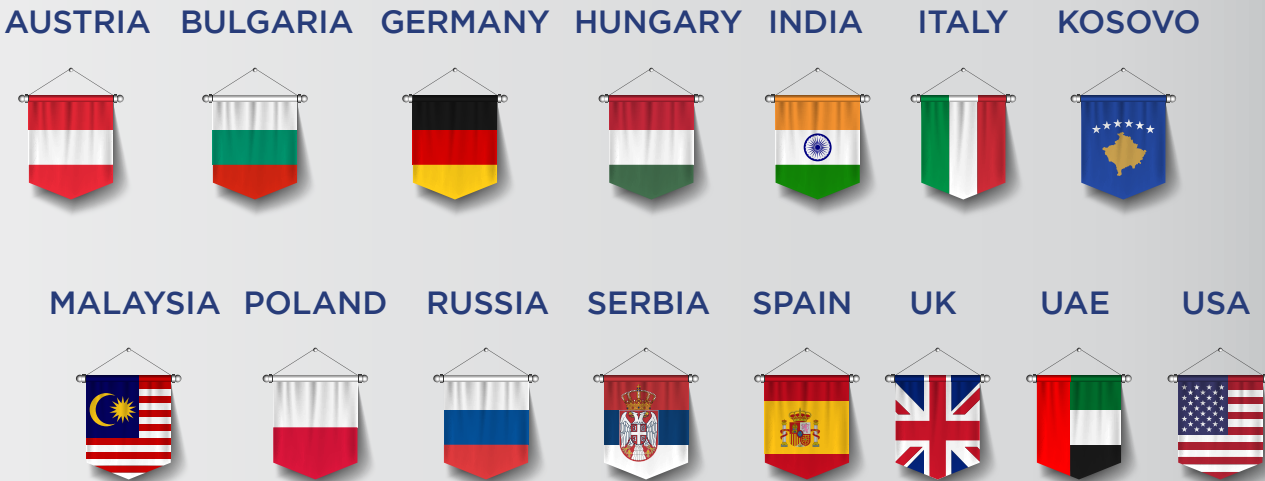 AUSTRIA BULGARIA GERMANY HUNGARY INDIA ITALY KOSOVO
MALAYSIA POLAND RUSSIA SERBIA SPAIN UK UAE USA